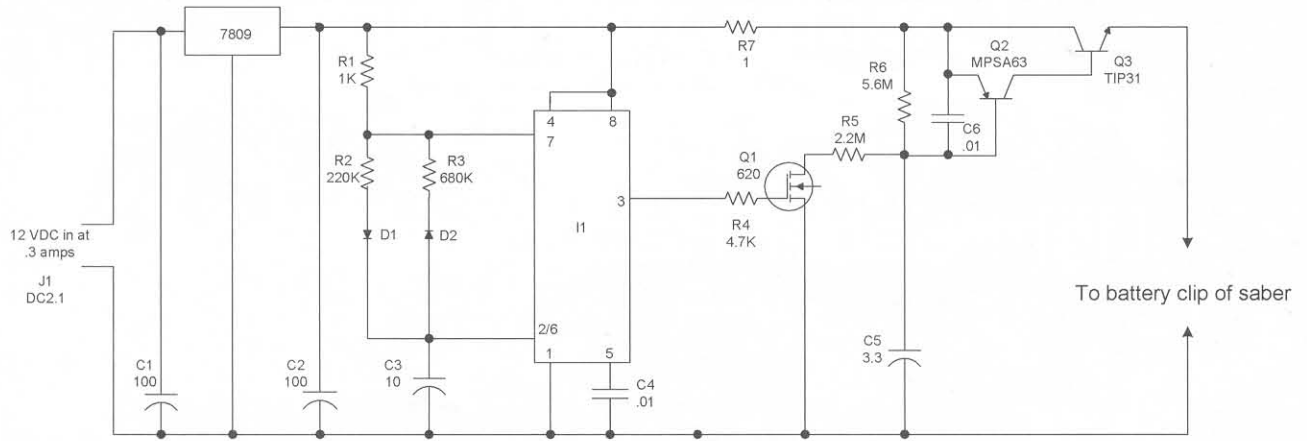 7809
R1
1K
R2
220K
R3
680K
D1
D2
12 VDC in at
.3 amps
J1
DC2.1
C1
100
C2
100
C3
10
4
8
7
3
I1
2/6
1
5
C4
.01
R7
1
R4
4.7K
Q1
620
R5
2.2M
R6
5.6M
C6
.01
Q2
MPSA63
Q3
TIP31
C5
3.3
To battery clip of saber